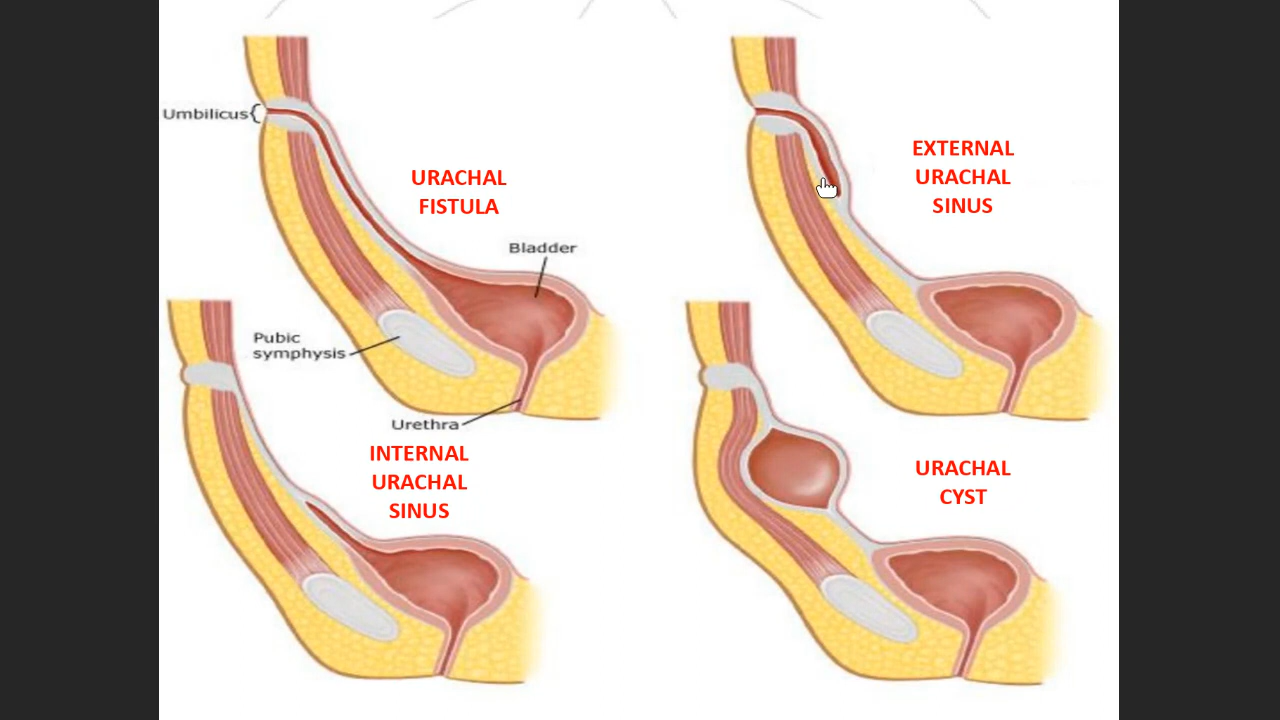 Umbilicus
URACHAL
FISTULA
Bladder
Pubic
symphysis
Urethra
EXTERNAL
URACHAL
SINUS
INTERNAL
URACHAL
SINUS
URACHAL
CYST